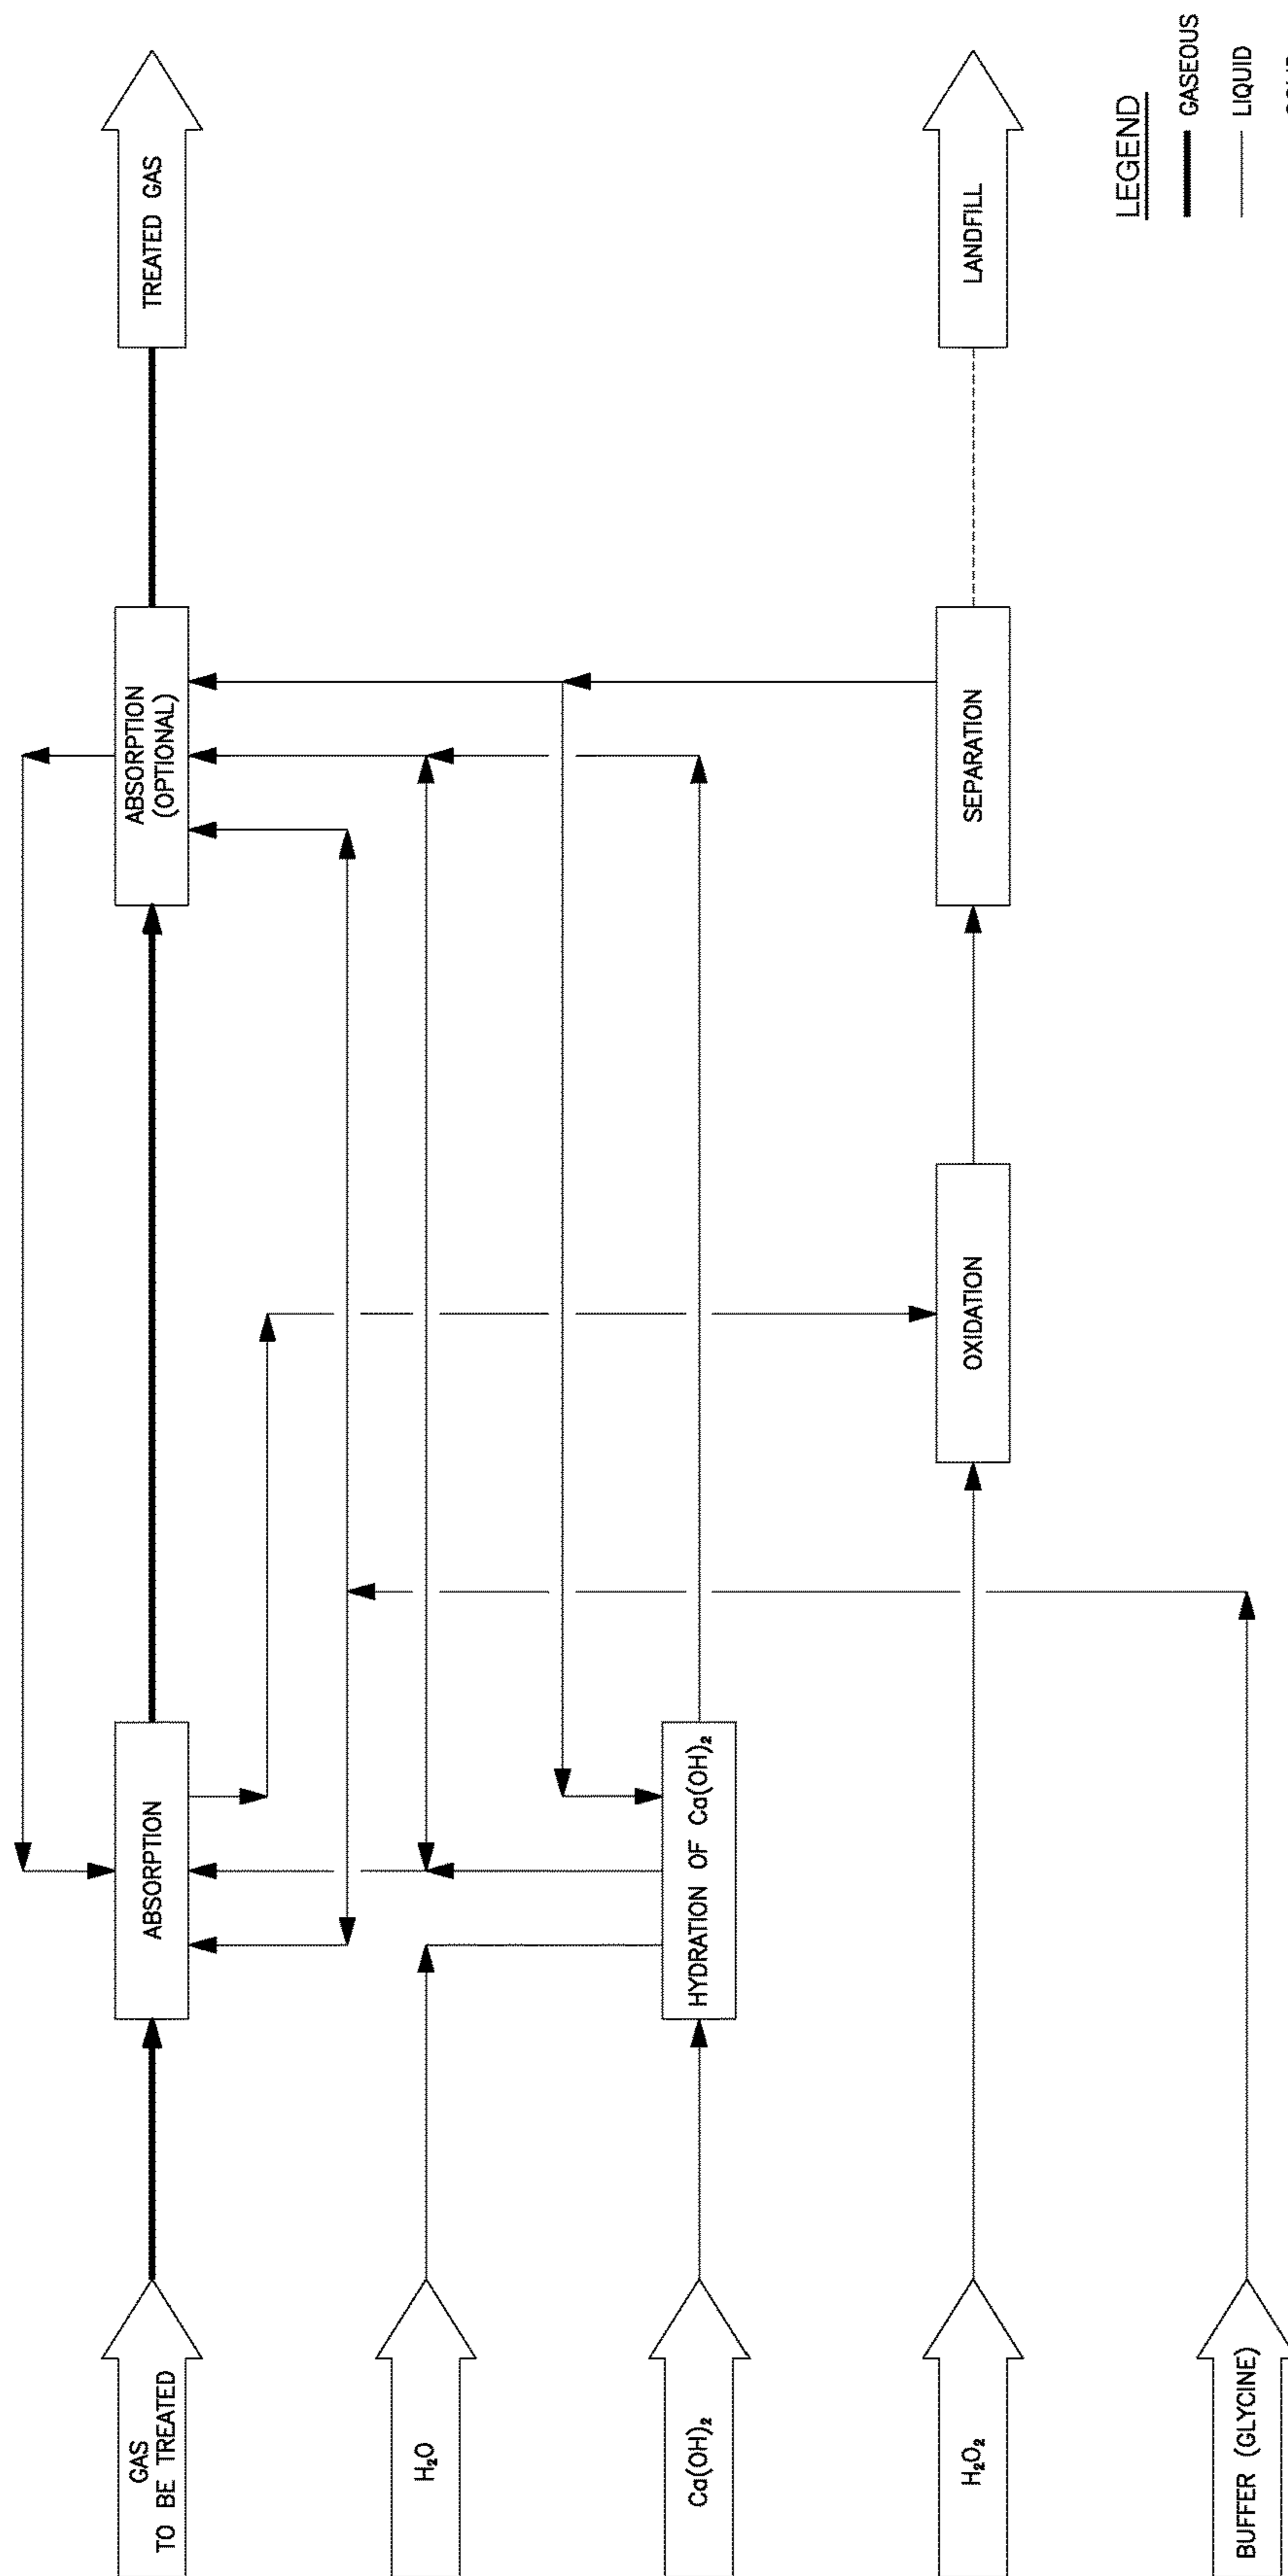 GAS
TO BE TREATED
H₂O
Ca(OH)₂
H₂O₂
BUFFER (GLYCINE)
ABSORPTION
HYDRATION OF Ca(OH)₂
OXIDATION
ABSORPTION
(OPTIONAL)
SEPARATION
TREATED GAS
LANDFILL
LEGEND
GASEOUS
LIQUID